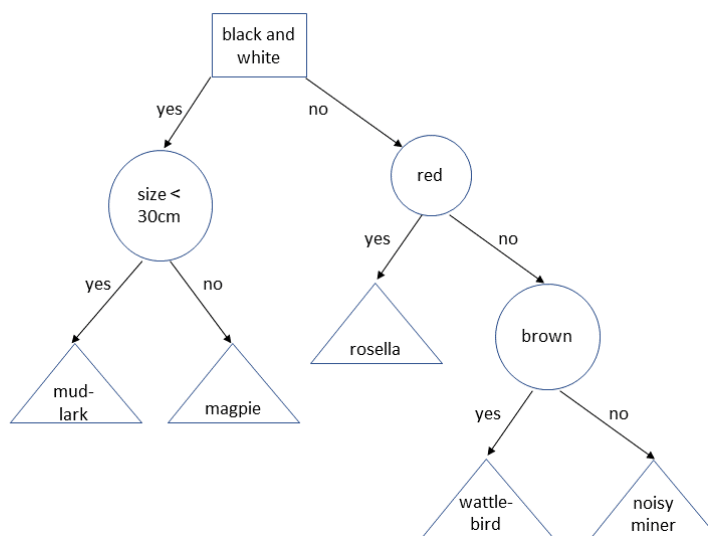 black and
white
yes
no
size <
30cm
red
yes
no
yes
no
mud-
lark
magpie
rosella
brown
yes
no
wattle-
bird
noisy
miner